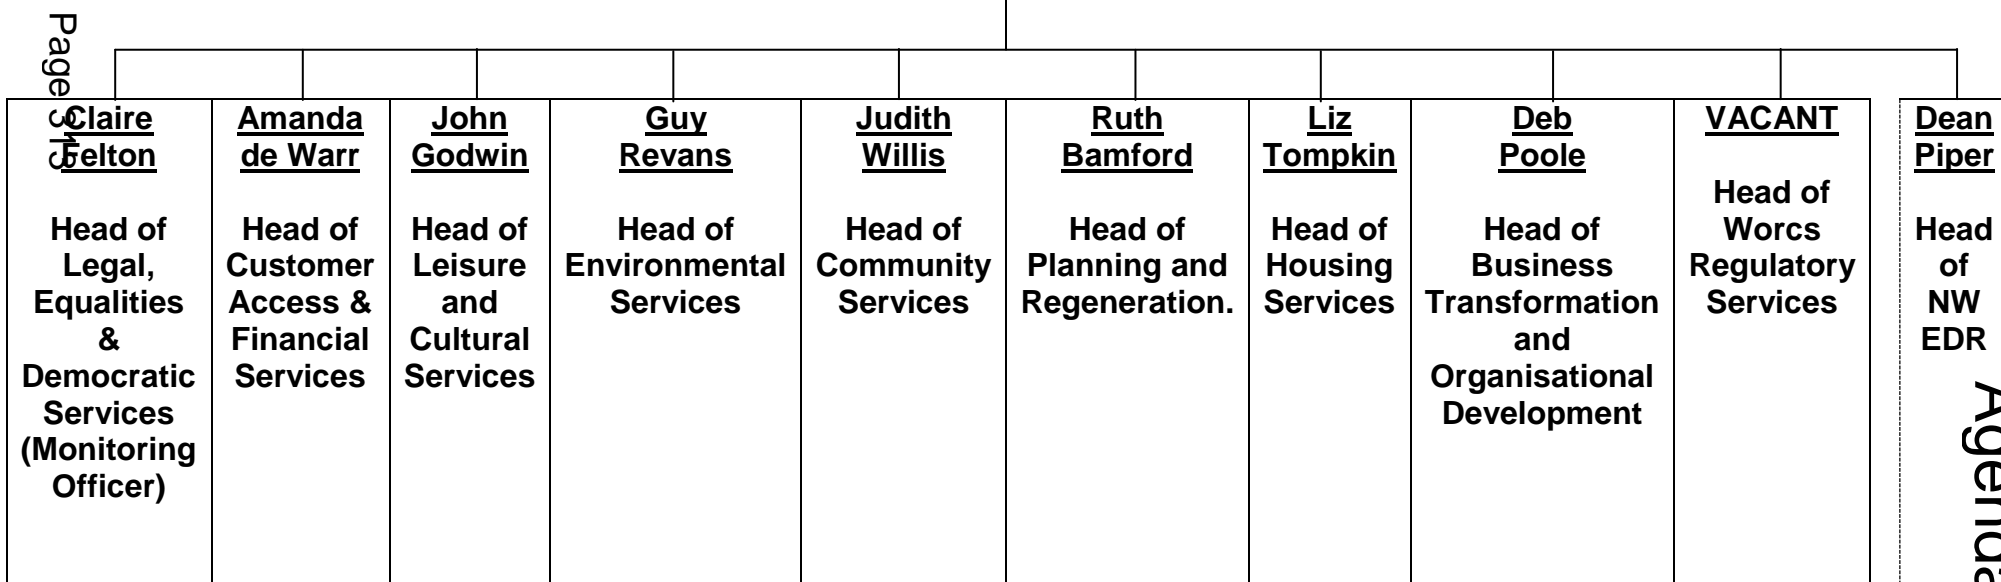 Page 313
Claire
Felton
Head of
Legal,
Equalities
&
Democratic
Services
(Monitoring
Officer)
Amanda
de Warr
Head of
Customer
Access &
Financial
Services
John
Godwin
Head of
Leisure
and
Cultural
Services
Guy
Revans
Head of
Environmental
Services
Judith
Willis
Head of
Community
Services
Ruth
Bamford
Head of
Planning and
Regeneration.
Liz
Tompkin
Head of
Housing
Services
Deb
Poole
Head of
Business
Transformation
and
Organisational
Development
VACANT
Head of
Worcs
Regulatory
Services
Dean
Piper
Head
of
NW
EDR
Agenda